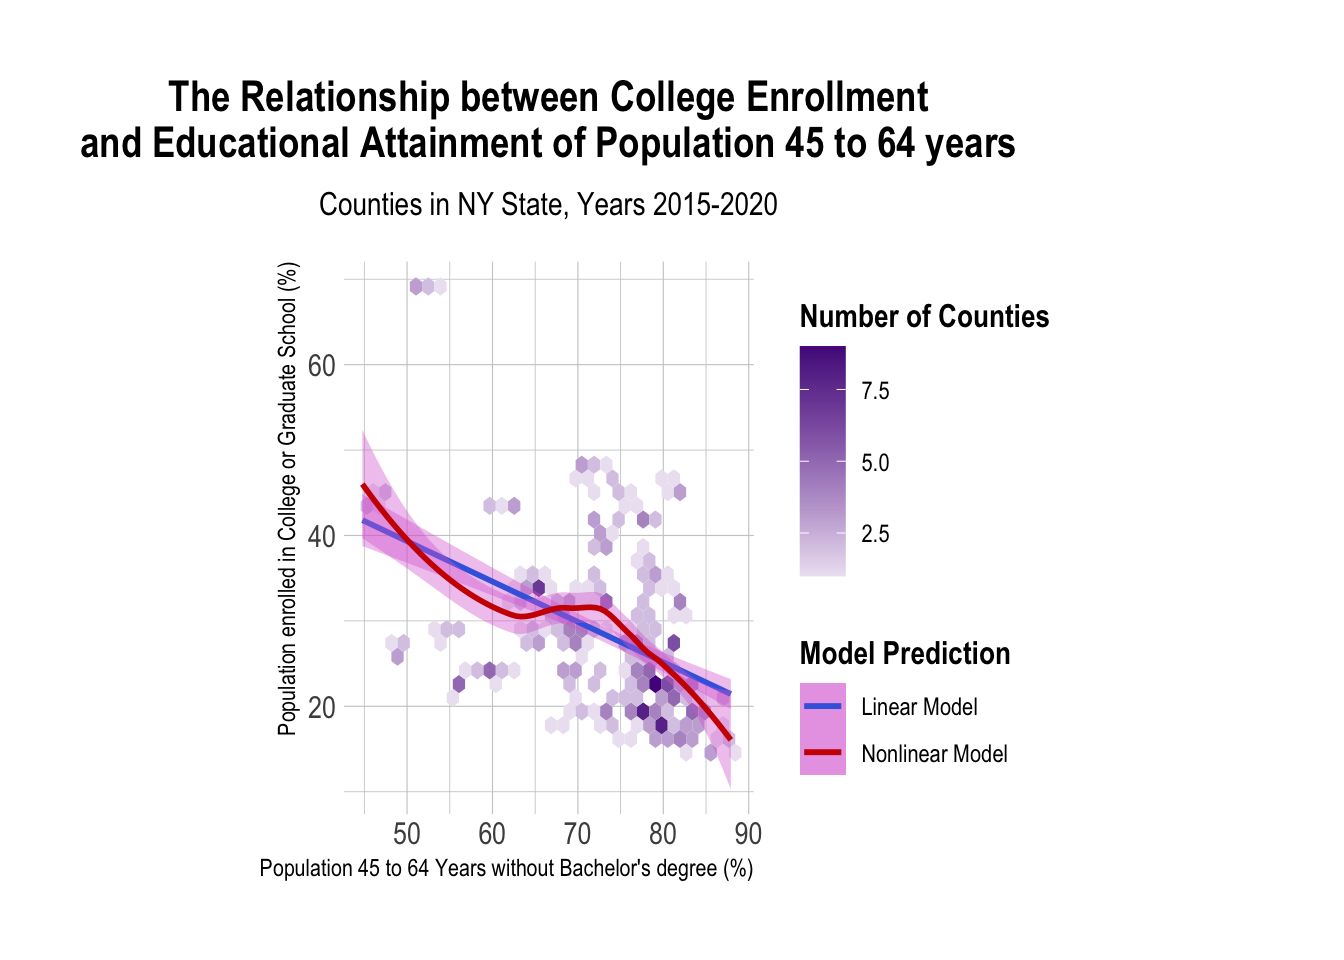 The Relationship between College Enrollment
and Educational Attainment of Population 45 to 64 years
Counties in NY State, Years 2015-2020
Population enrolled in College or Graduate School (%)
60
40
20
50 60 70 80 90
Population 45 to 64 Years without Bachelor's degree (%)
Number of Counties
7.5
5.0
2.5
Model Prediction
Linear Model
Nonlinear Model